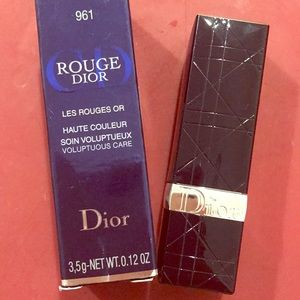 961
ROUGE
DIOR
LES ROUGES OR
HAUTE COULEUR
SOIN VOLUPTUEUX
VOLUPTUOUS CARE
Dior
3,5g-NET WT. 0.12 OZ
Dior